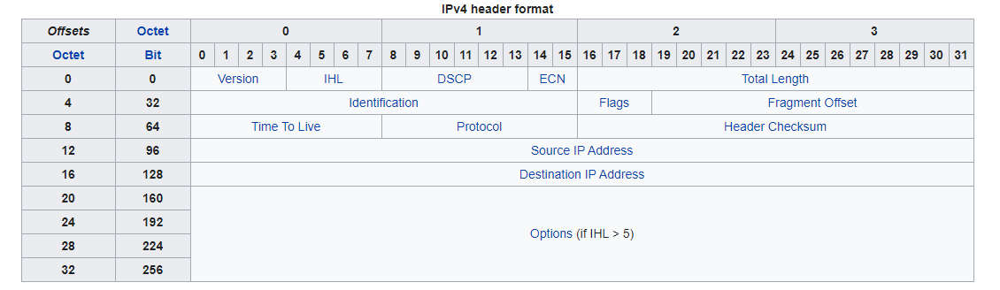 IPv4 header format
Offsets Octet 0 1 2 3
Octet Bit 0 1 2 3 4 5 6 7 8 9 10 11 12 13 14 15 16 17 18 19 20 21 22 23 24 25 26 27 28 29 30 31
0 0 Version IHL DSCP ECN Total Length
4 32 Identification Flags Fragment Offset
8 64 Time To Live Protocol Header Checksum
12 96 Source IP Address
16 128 Destination IP Address
20 160
24 192
Options (if IHL > 5)
28 224
32 256